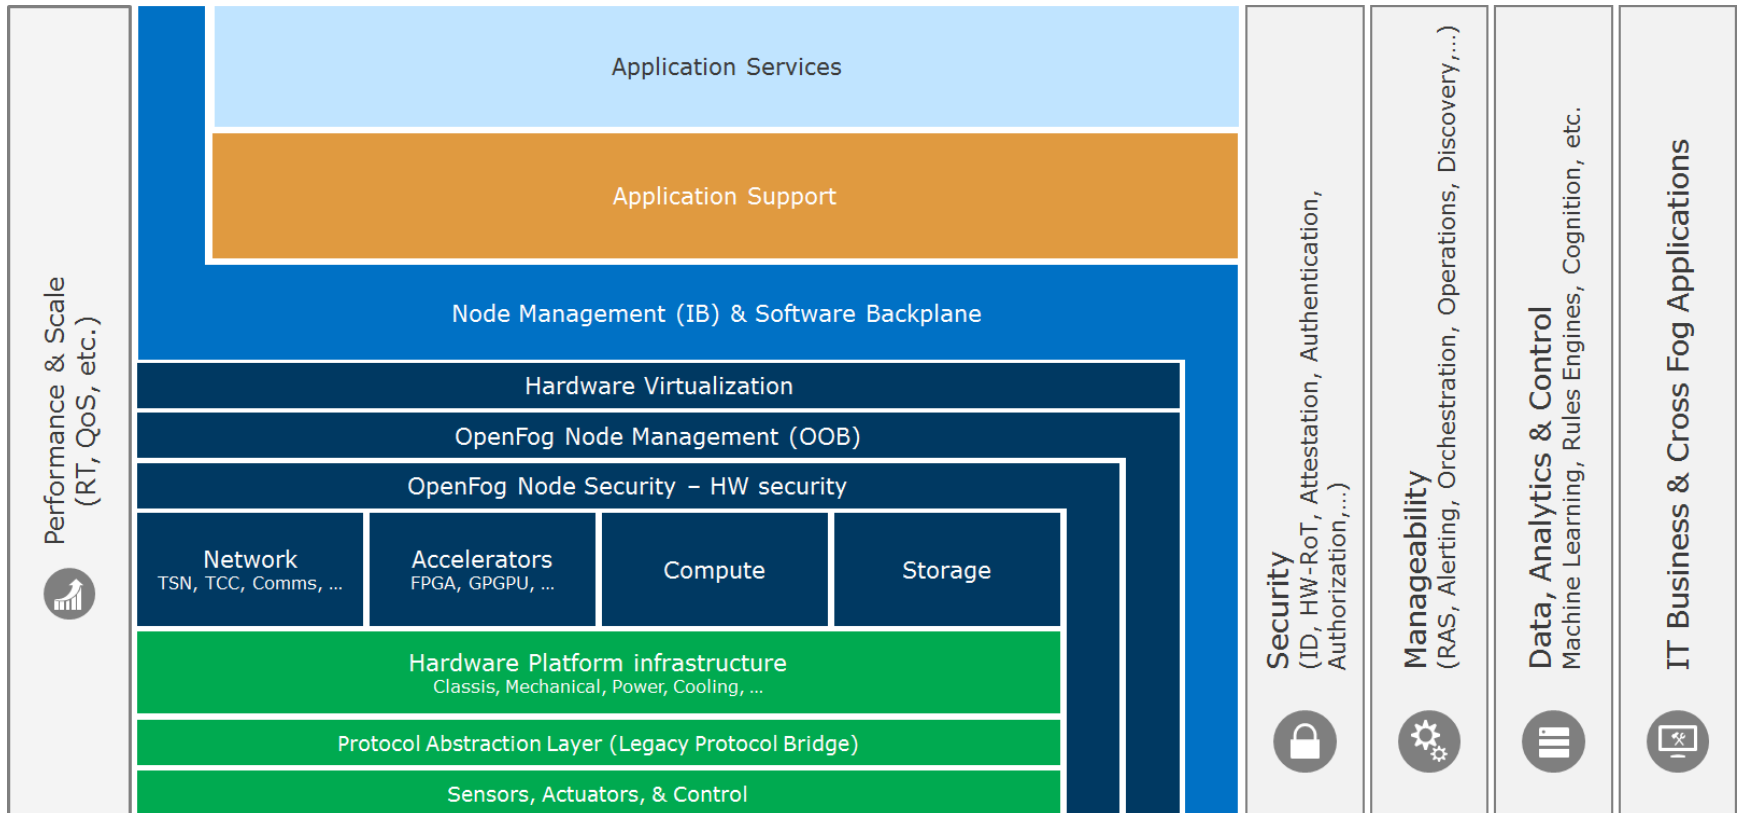 Performance & Scale
(RT, QoS, etc.)
Application Services
Application Support
Node Management (IB) & Software Backplane
Hardware Virtualization
OpenFog Node Management (OOB)
OpenFog Node Security – HW security
Network
TSN, TCC, Comms, ...
Accelerators
FPGA, GPGPU, ...
Compute
Storage
Hardware Platform infrastructure
Classis, Mechanical, Power, Cooling, ...
Protocol Abstraction Layer (Legacy Protocol Bridge)
Sensors, Actuators, & Control
Security
(ID, HW-RoT, Attestation, Authentication,
Authorization,...)
Manageability
(RAS, Alerting, Orchestration, Operations, Discovery,...)
Data, Analytics & Control
Machine Learning, Rules Engines, Cognition, etc.
IT Business & Cross Fog Applications